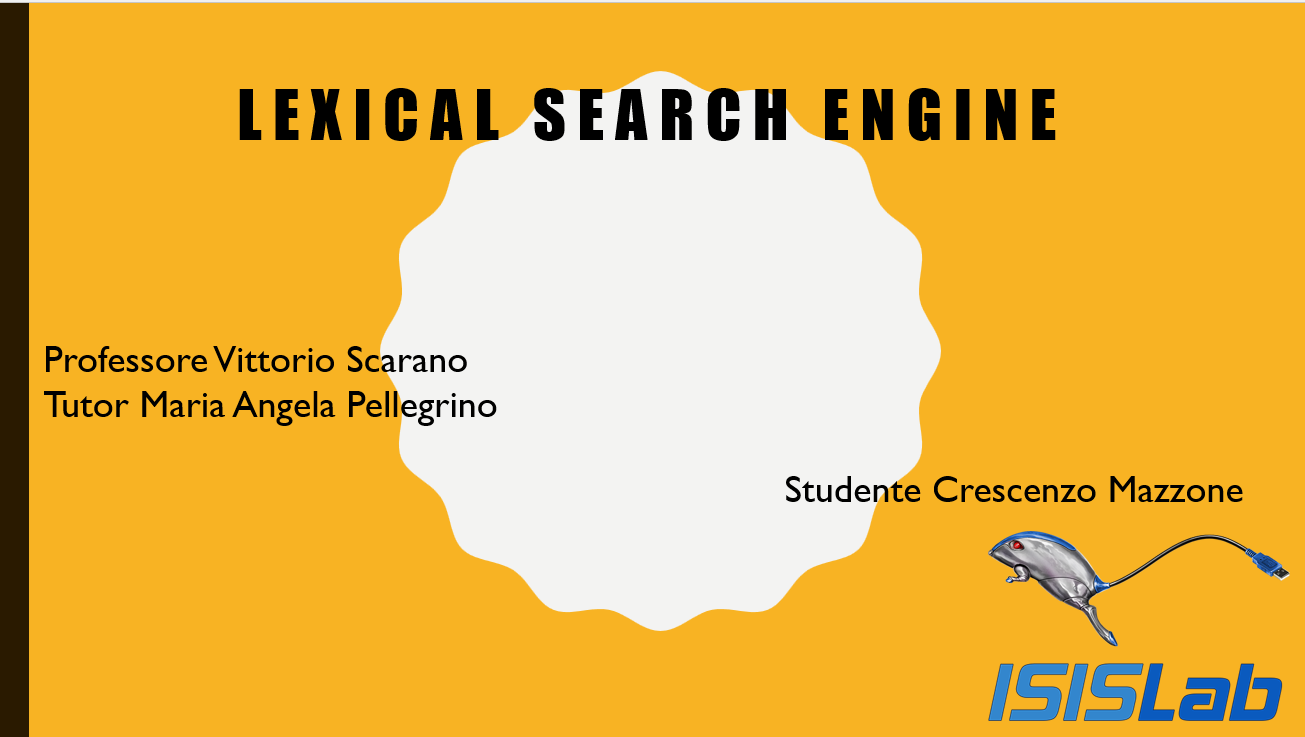 LEXICAL SEARCH ENGINE
Professore Vittorio Scarano
Tutor Maria Angela Pellegrino
Studente Crescenzo Mazzone
ISISLab